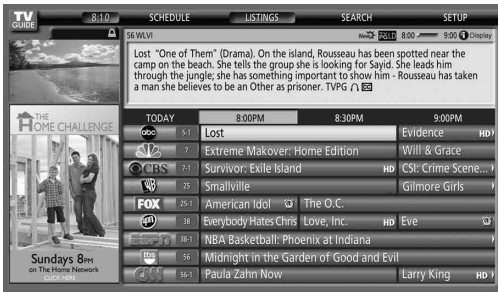 TV
GUIDE
8:10
SCHEDULE
LISTINGS
SEARCH
SETUP
56 WLVI
New
LD
8:00
9:00
Display
Lost "One of Them" (Drama). On the island, Rousseau has been spotted near the
camp on the beach. She tells the group she is looking for Sayid. She leads him
through the jungle; she has something important to show him - Rousseau has taken
a man she believes to be an Other as prisoner. TVPG CC
THE
HOME CHALLENGE
Sundays 8PM
on The Home Network
CLICK HERE
TODAY 8:00PM 8:30PM 9:00PM
abc 5-1 Lost Evidence HD
7 Extreme Makeover: Home Edition Will & Grace
CBS 7-1 Survivor: Exile Island HD CSI: Crime Scene...
WB 25 Smallville Gilmore Girls
FOX 25-1 American Idol The O.C.
38 Everybody Hates Chris Love, Inc. HD Eve
ESPN 38-1 NBA Basketball: Phoenix at Indiana
tbs 56 Midnight in the Garden of Good and Evil
CNN 56-1 Paula Zahn Now Larry King HD